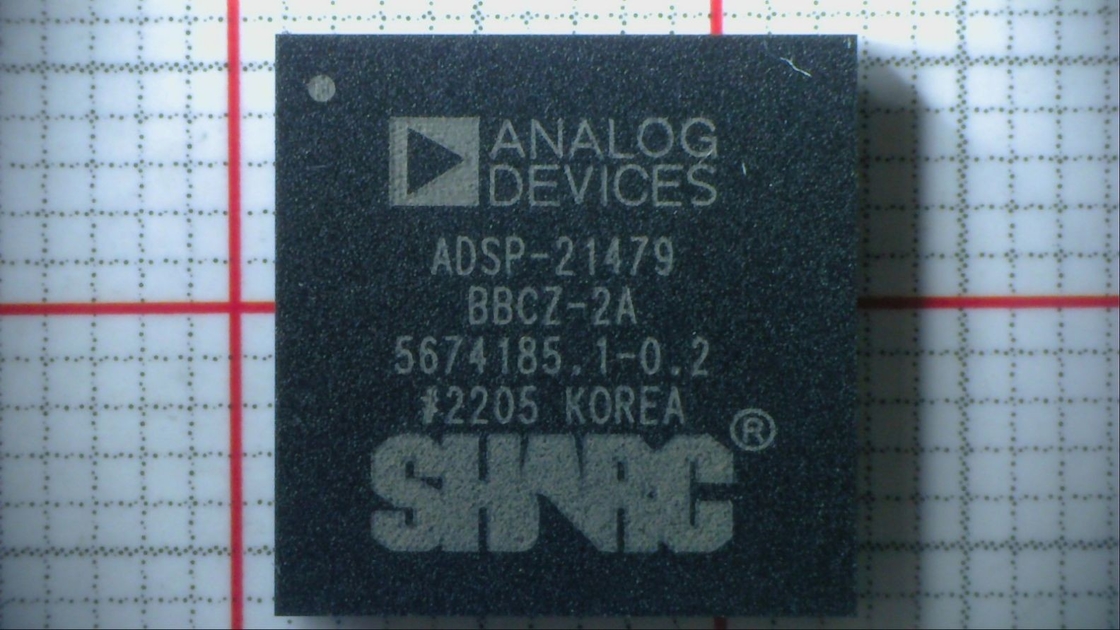 ANALOG
DEVICES
ADSP-21479
BBCZ-2A
5674185.1-0.2
#2205 KOREA
SHARC®